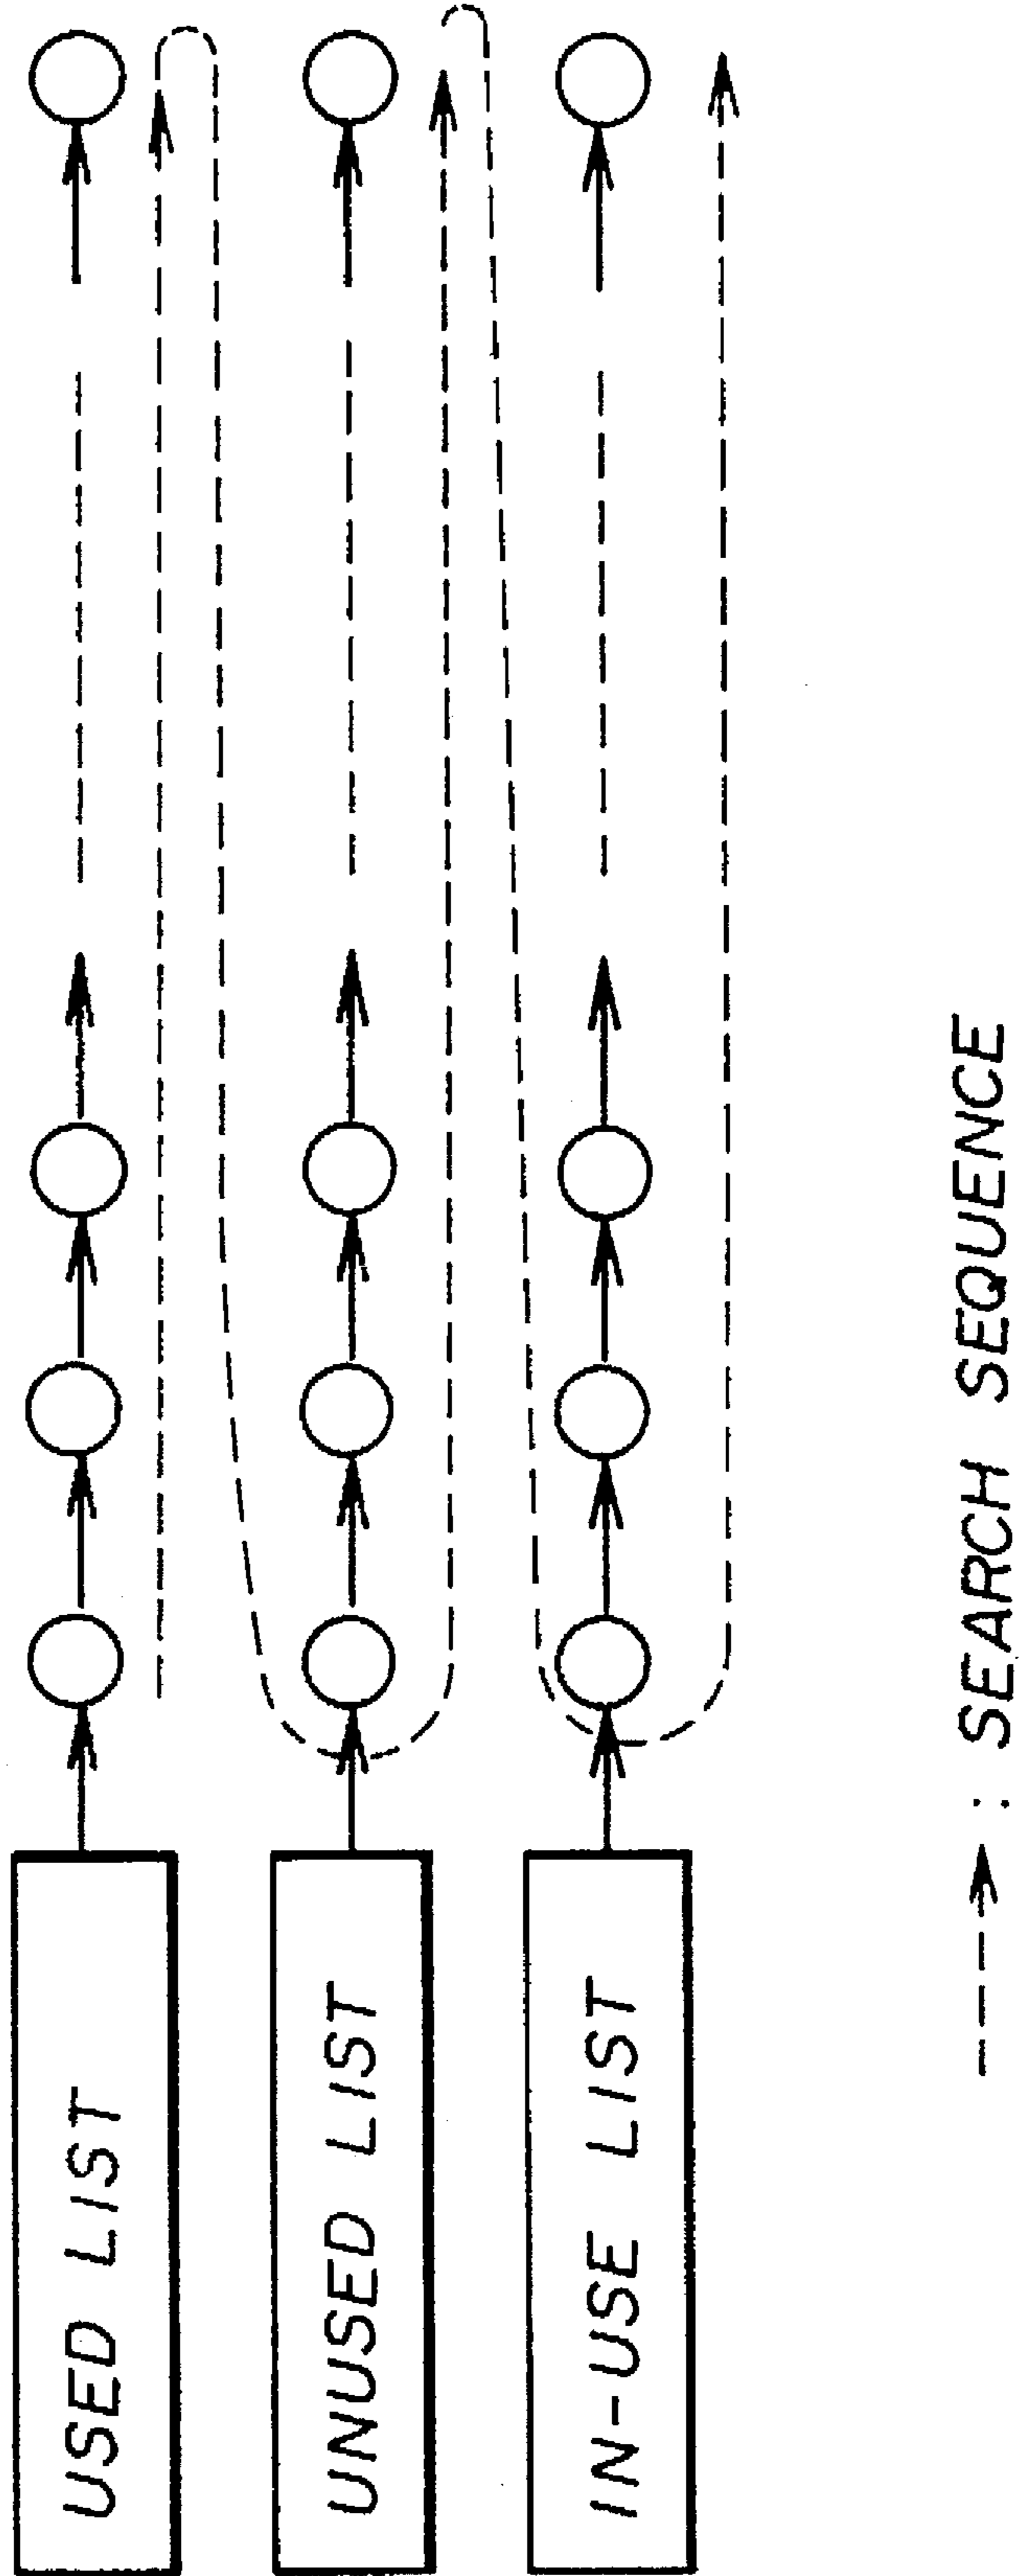 USED LIST
UNUSED LIST
IN-USE LIST
: SEARCH SEQUENCE